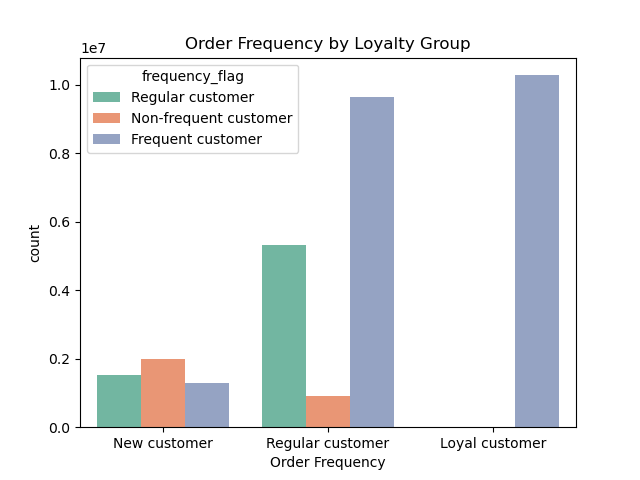 Order Frequency by Loyalty Group
1e7
frequency_flag
Regular customer
Non-frequent customer
Frequent customer
1.0
0.8
0.6
0.4
0.2
0.0
count
New customer
Regular customer
Loyal customer
Order Frequency